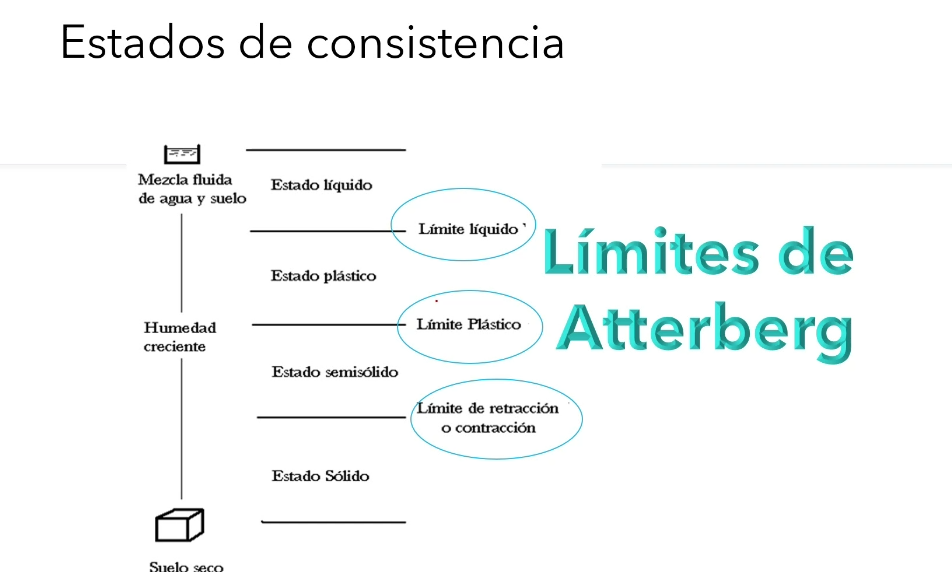 Estados de consistencia
Mezcla fluida
de agua y suelo
Estado líquido
Límite líquido
Límites de
Atterberg
Estado plástico
Humedad
creciente
Límite Plástico
Estado semisólido
Límite de retracción
o contracción
Estado Sólido
Suelo seco